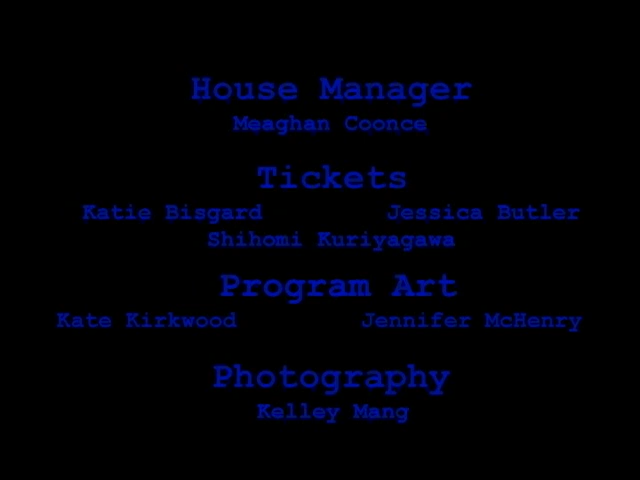 House Manager
Meaghan Coonce
Tickets
Katie Bisgard Jessica Butler
Shihomi Kuriyagawa
Program Art
Kate Kirkwood Jennifer McHenry
Photography
Kelley Mang